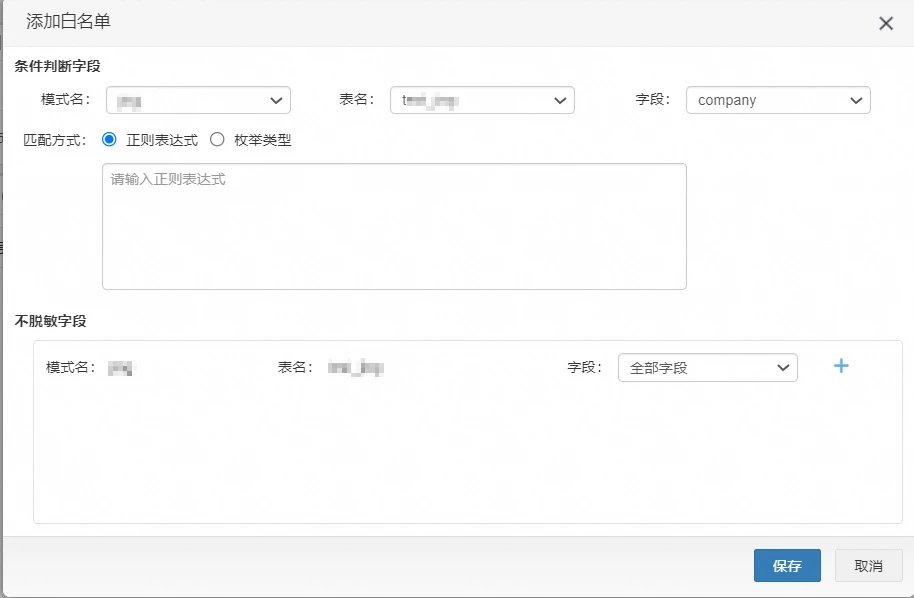 添加白名单
条件判断字段
模式名： 表名： 字段： company
匹配方式： 正则表达式 枚举类型
请输入正则表达式
不脱敏字段
模式名： 表名： 字段： 全部字段
保存 取消